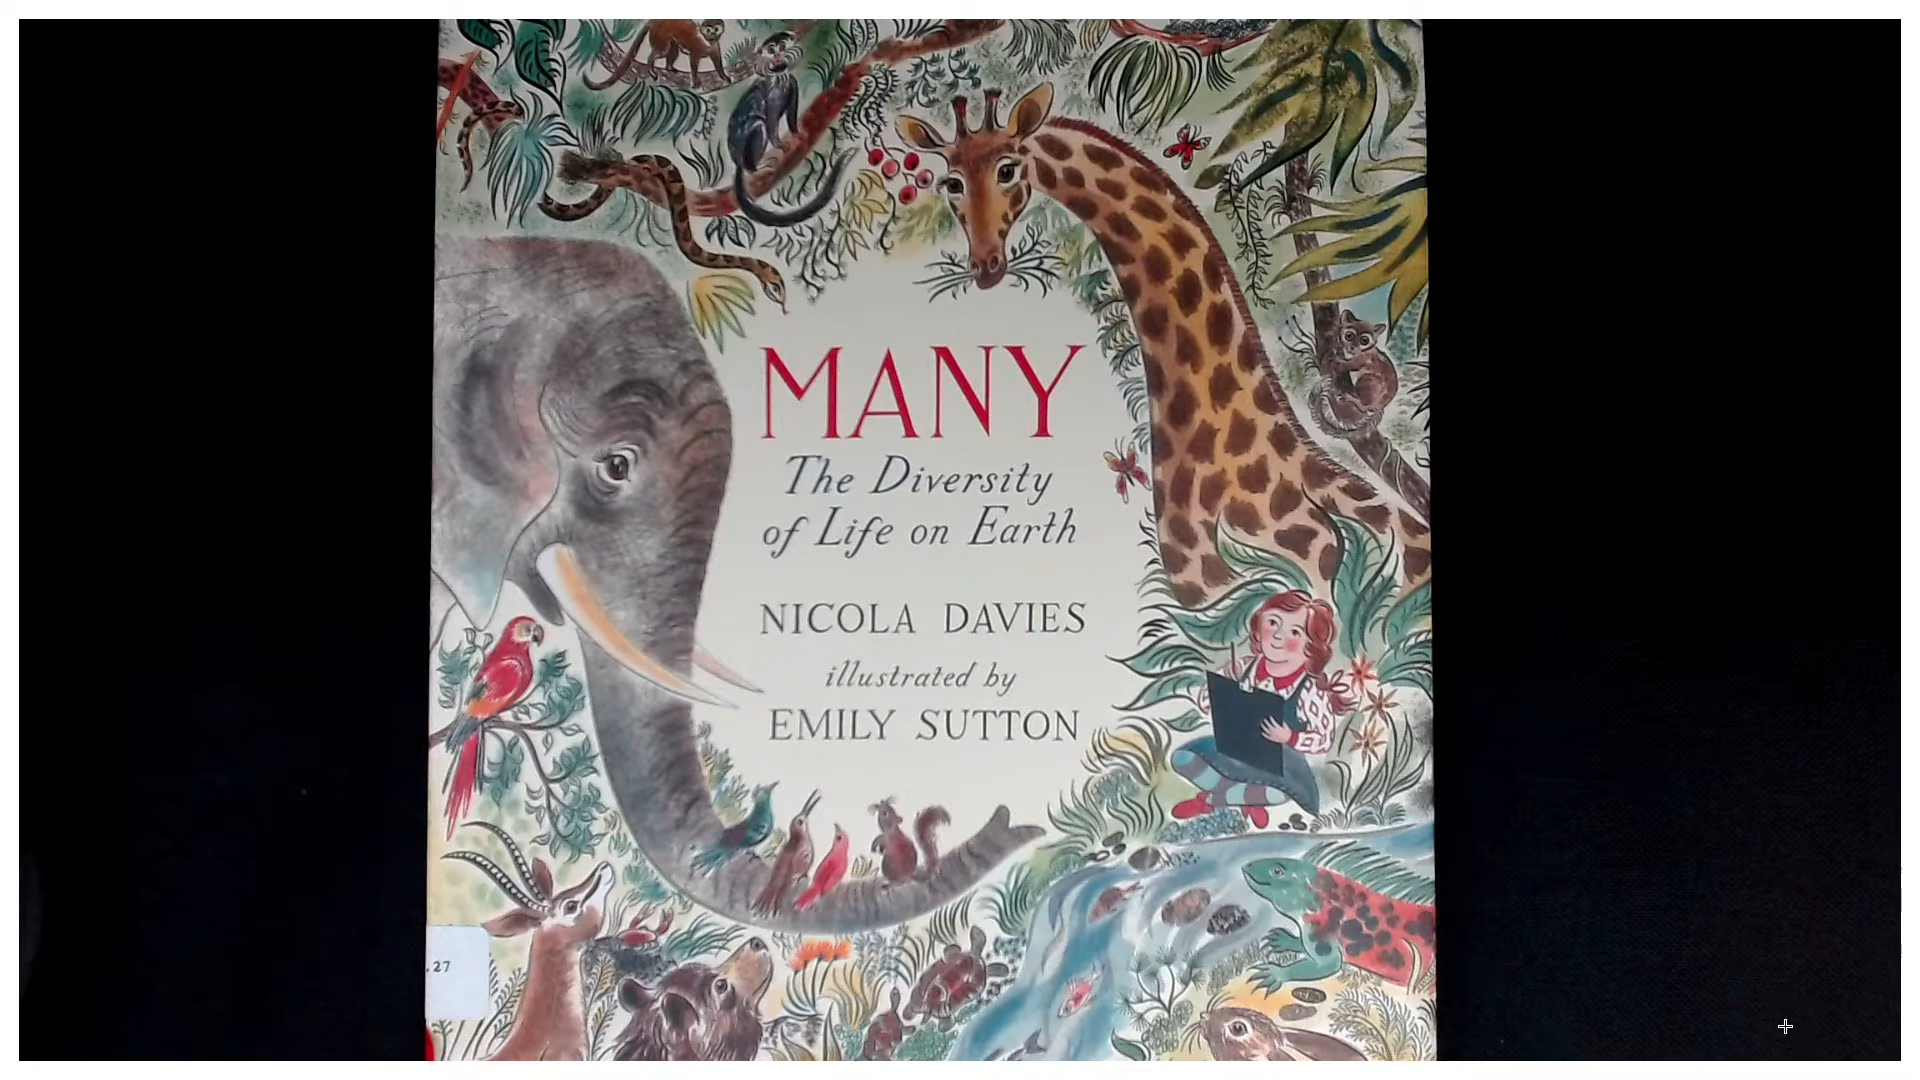 MANY
The Diversity
of Life on Earth
NICOLA DAVIES
illustrated by
EMILY SUTTON
.27